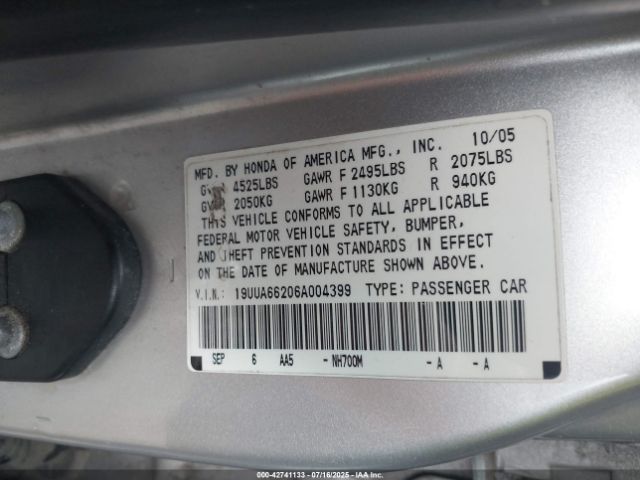 MFD. BY HONDA OF AMERICA MFG., INC. 10/05
4525LBS GAWR F 2495LBS R 2075LBS
2050KG GAWR F 1130KG R 940KG
THIS VEHICLE CONFORMS TO ALL APPLICABLE
FEDERAL MOTOR VEHICLE SAFETY, BUMPER,
AND THEFT PREVENTION STANDARDS IN EFFECT
ON THE DATE OF MANUFACTURE SHOWN ABOVE.
V.I.N.: 19UUA66206A004399 TYPE: PASSENGER CAR
SEP 6 AA5 - NH700M - A - A
000-42741133 | 07/16/2025 | IAA Inc.